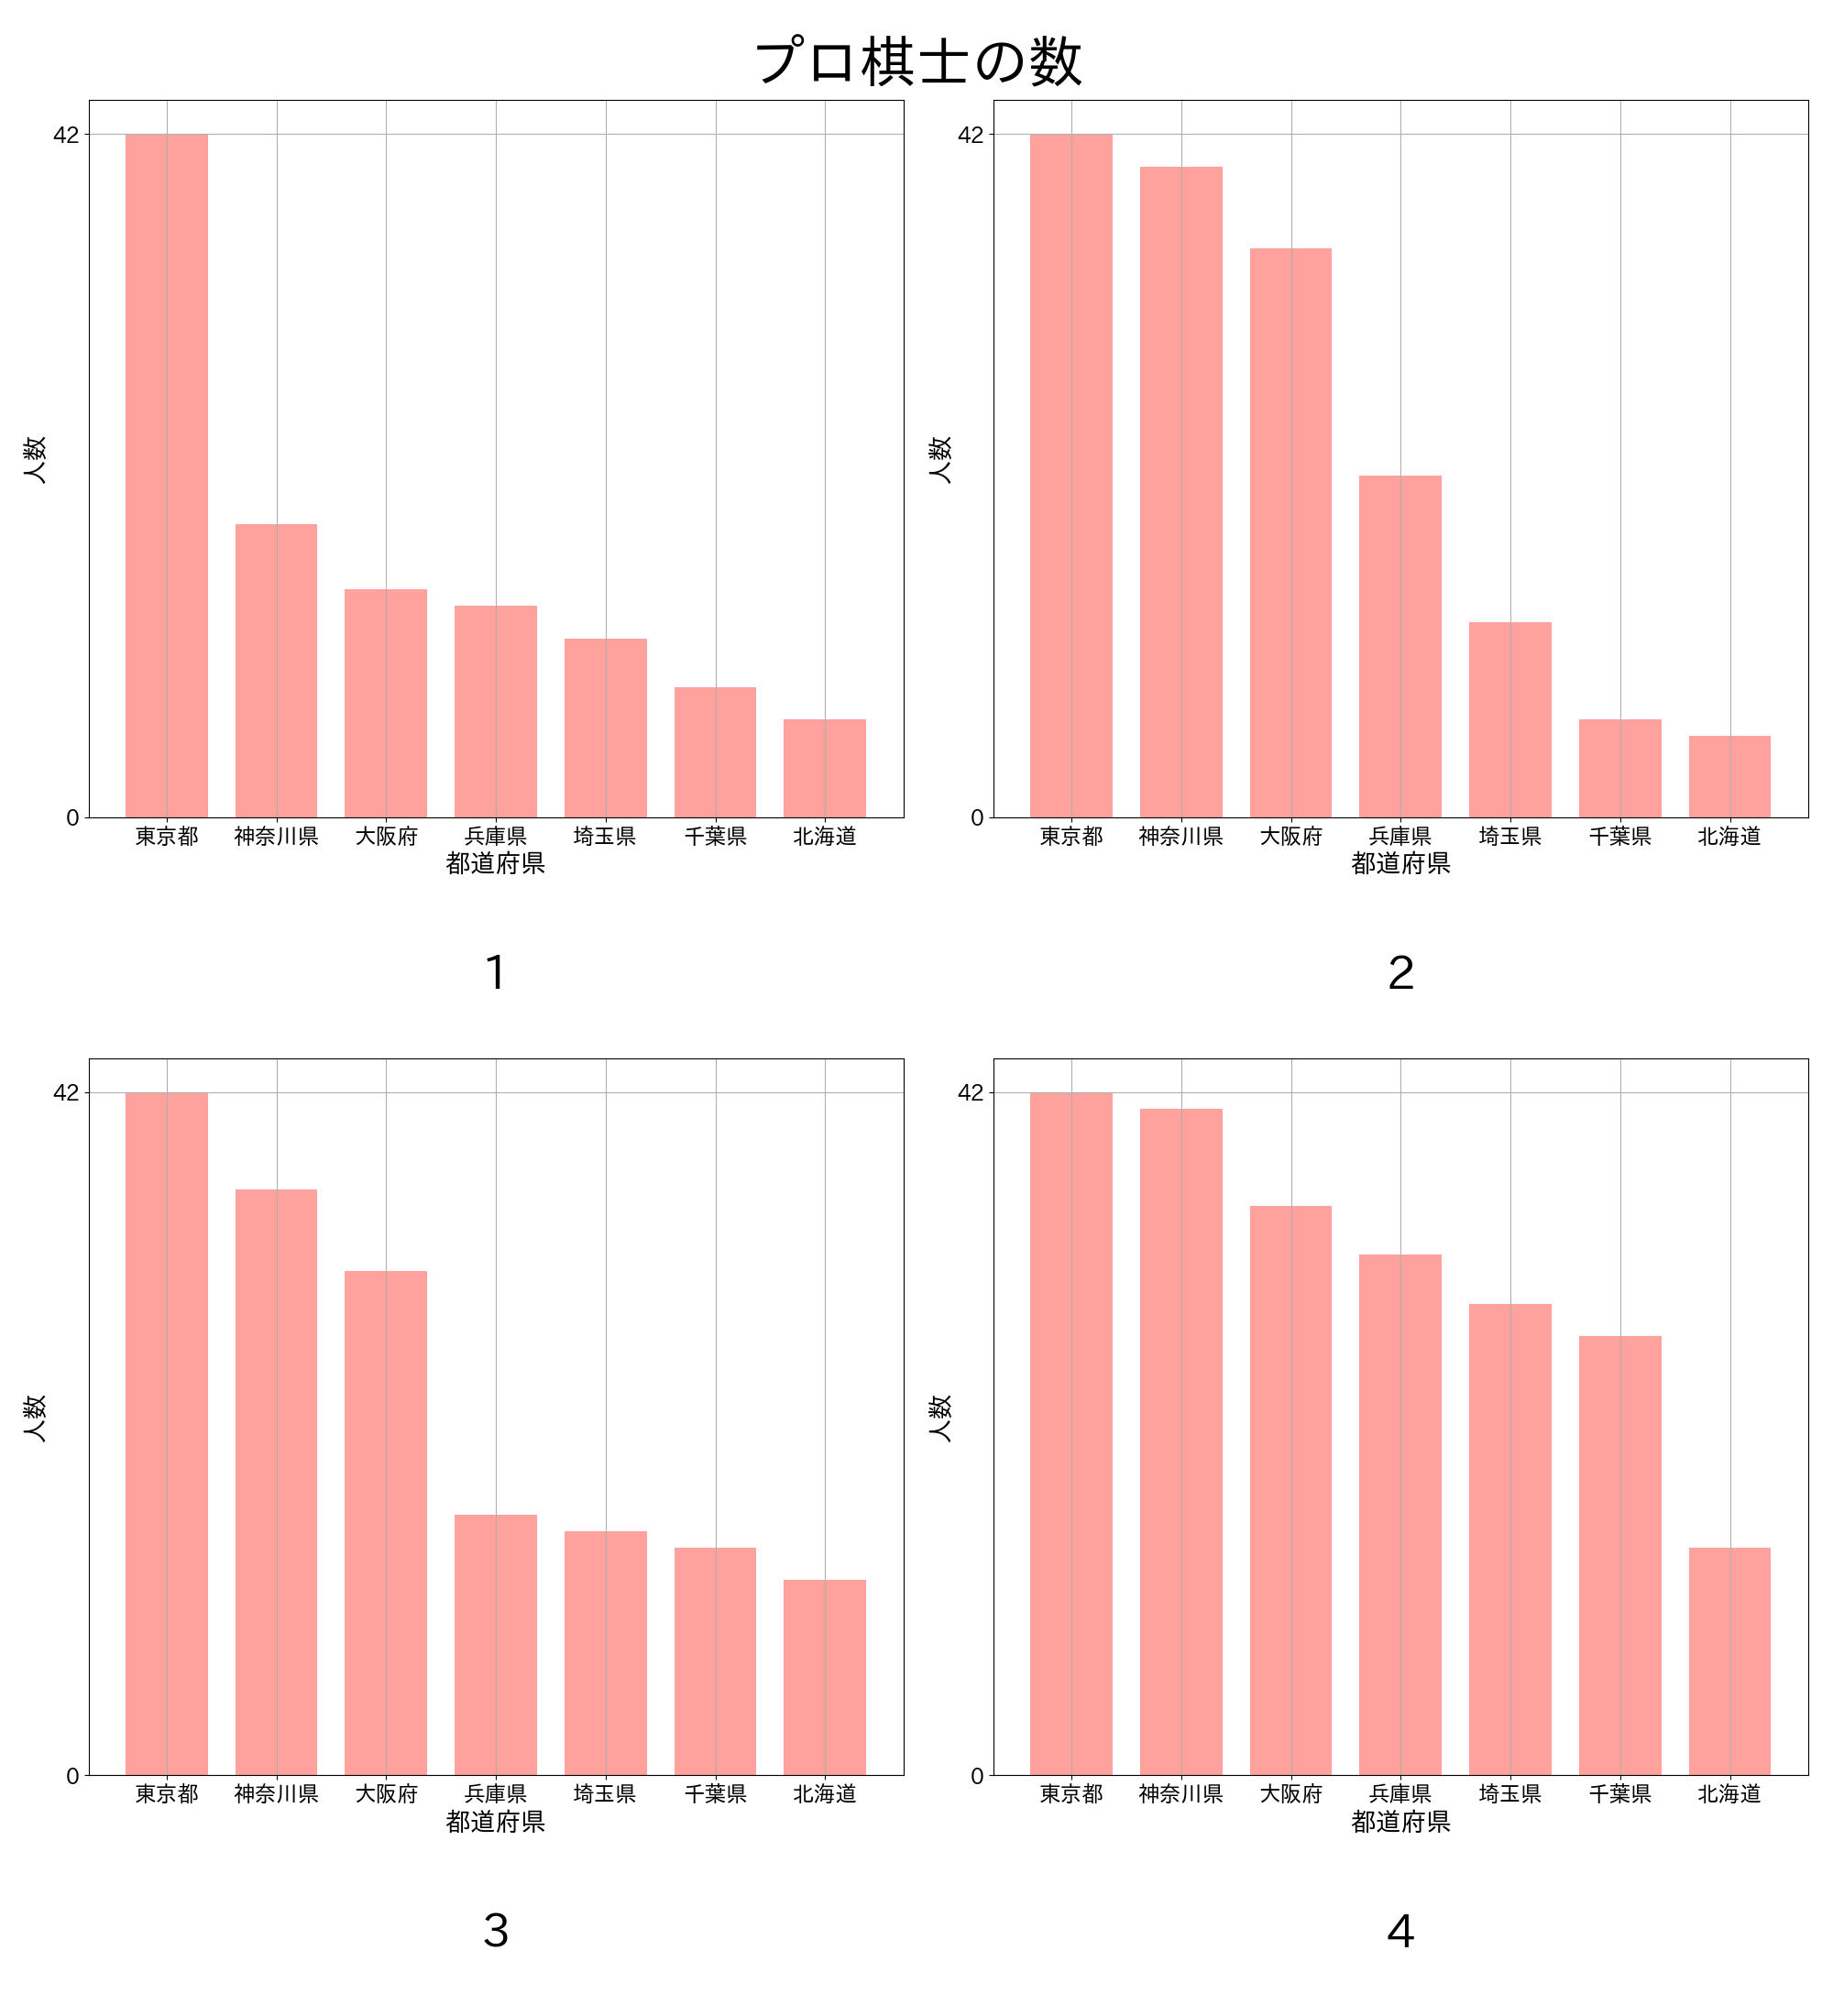 プロ棋士の数
42
0
人数
東京都 神奈川県 大阪府 兵庫県 埼玉県 千葉県 北海道
都道府県
1
42
0
人数
東京都 神奈川県 大阪府 兵庫県 埼玉県 千葉県 北海道
都道府県
2
42
0
人数
東京都 神奈川県 大阪府 兵庫県 埼玉県 千葉県 北海道
都道府県
3
42
0
人数
東京都 神奈川県 大阪府 兵庫県 埼玉県 千葉県 北海道
都道府県
4